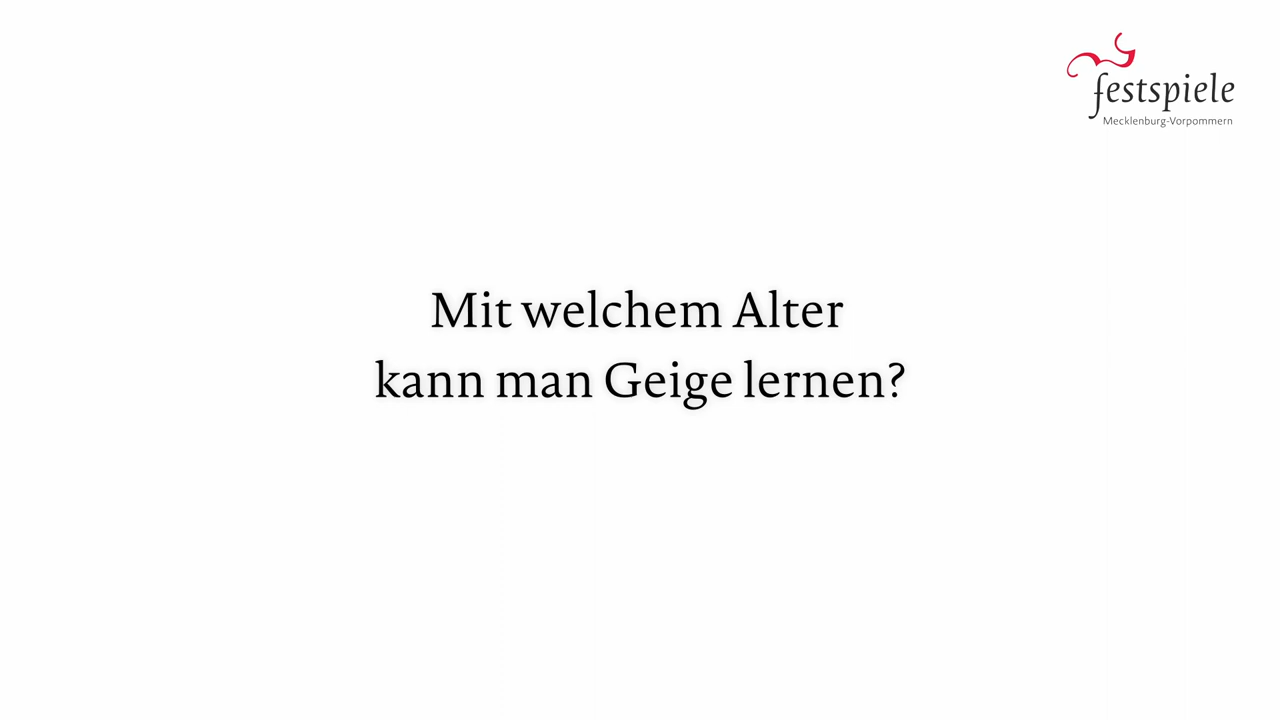 festspiele
Mecklenburg-Vorpommern
Mit welchem Alter
kann man Geige lernen?